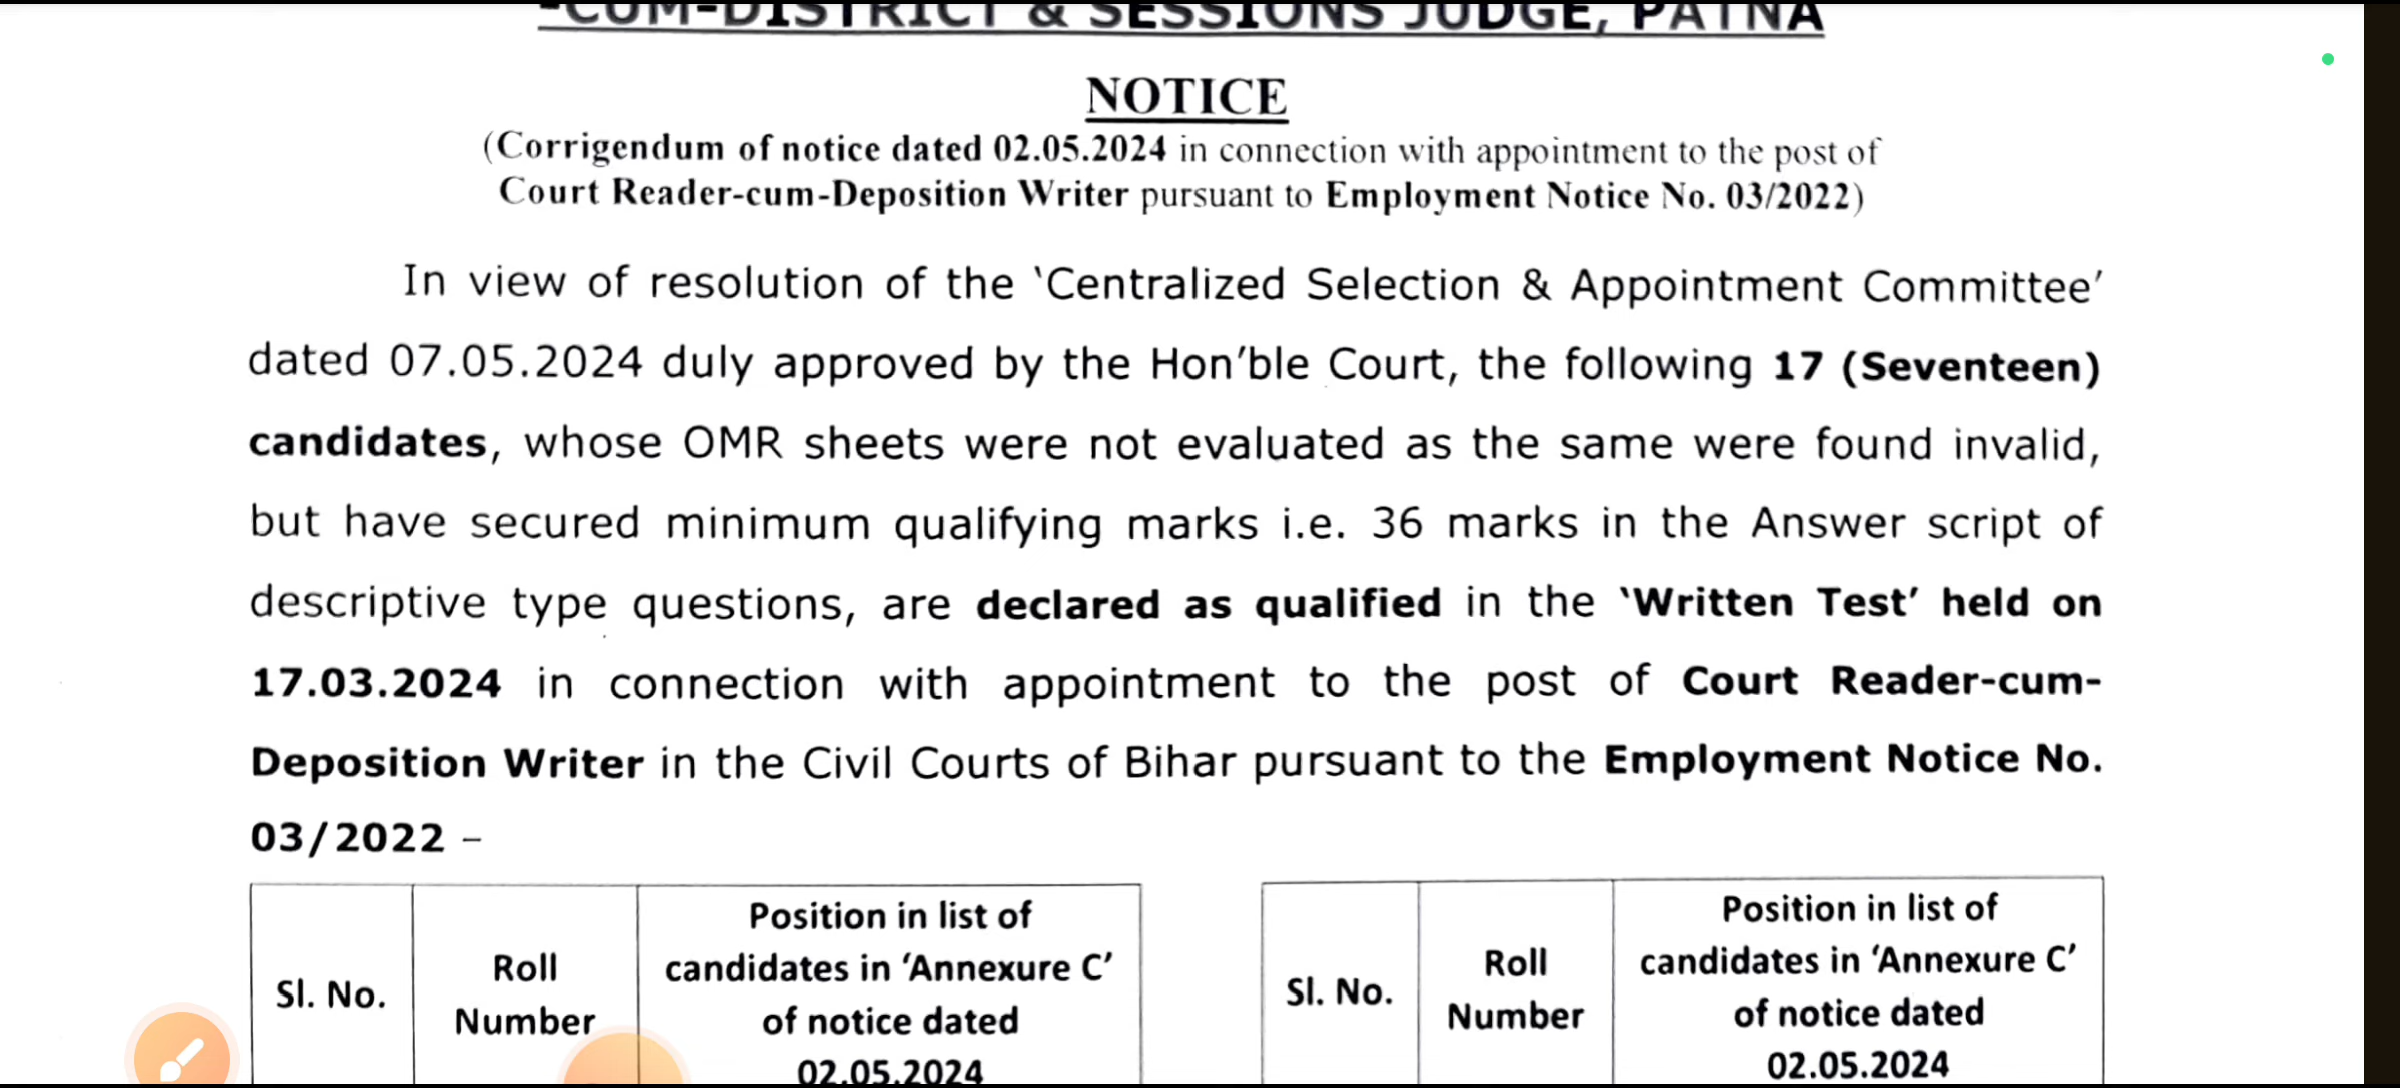 -CUM-DISTRICT & SESSIONS JUDGE, PATNA
NOTICE
(Corrigendum of notice dated 02.05.2024 in connection with appointment to the post of
Court Reader-cum-Deposition Writer pursuant to Employment Notice No. 03/2022)
In view of resolution of the ‘Centralized Selection & Appointment Committee’
dated 07.05.2024 duly approved by the Hon’ble Court, the following 17 (Seventeen)
candidates, whose OMR sheets were not evaluated as the same were found invalid,
but have secured minimum qualifying marks i.e. 36 marks in the Answer script of
descriptive type questions, are declared as qualified in the ‘Written Test’ held on
17.03.2024 in connection with appointment to the post of Court Reader-cum-
Deposition Writer in the Civil Courts of Bihar pursuant to the Employment Notice No.
03/2022 –
Sl. No.
Roll
Number
Position in list of
candidates in ‘Annexure C’
of notice dated
02.05.2024
Sl. No.
Roll
Number
Position in list of
candidates in ‘Annexure C’
of notice dated
02.05.2024